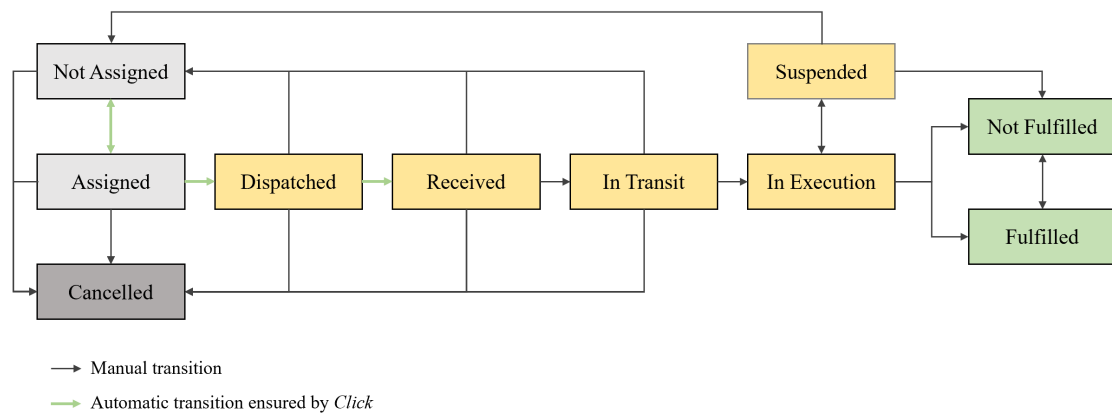 Not Assigned
Suspended
Not Fulfilled
Assigned
Dispatched
Received
In Transit
In Execution
Fulfilled
Cancelled
Manual transition
Automatic transition ensured by Click